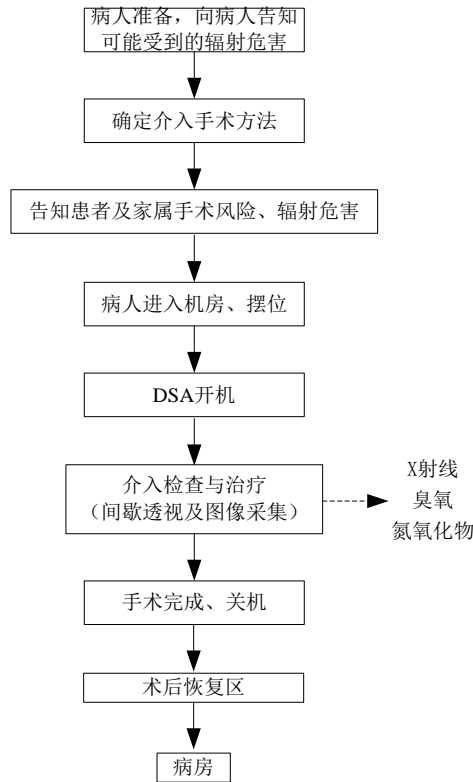 病人准备，向病人告知
可能受到的辐射危害
确定介入手术方法
告知患者及家属手术风险、辐射危害
病人进入机房、摆位
DSA开机
介入检查与治疗
（间歇透视及图像采集）
X射线
臭氧
氮氧化物
手术完成、关机
术后恢复区
病房